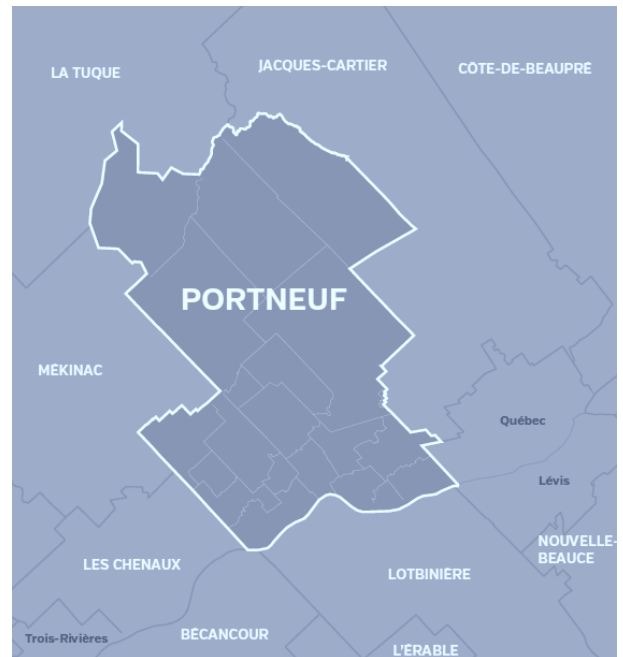 JACQUES-CARTIER
CÔTE-DE-BEAUPRÉ
LA TUQUE
PORTNEUF
MÉKINAC
Québec
Lévis
NOUVELLE-
BEAUCE
LES CHENAUX
LOTBINIÈRE
BÉCANCOUR
Trois-Rivières
L'ÉRABLE